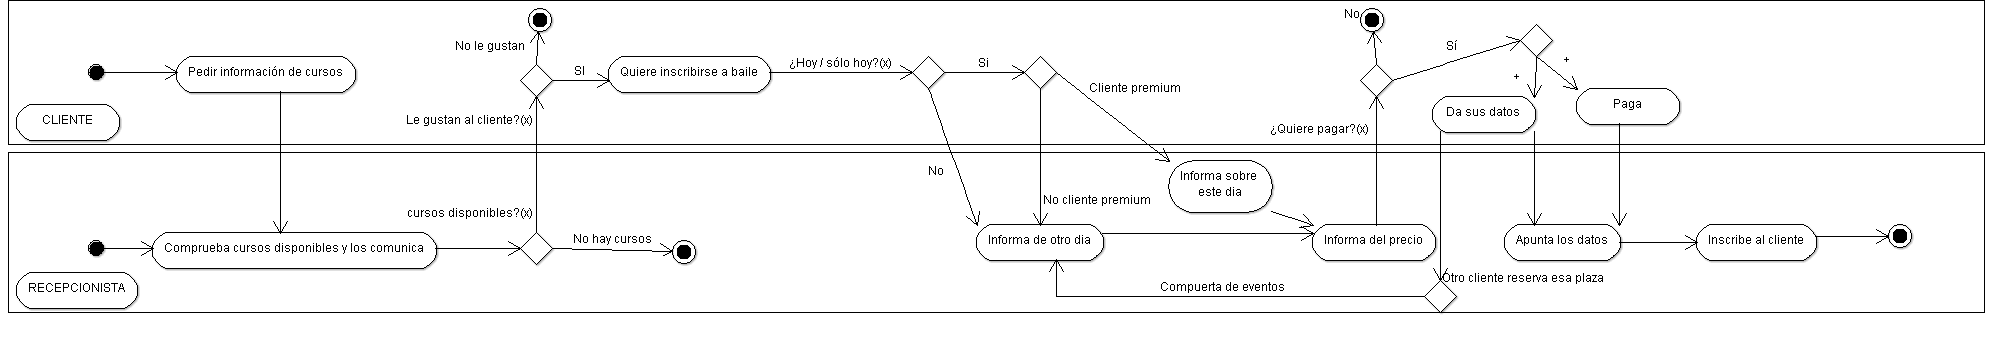 No
No le gustan
Sí
Pedir información de cursos
SI
Quiere inscribirse a baile
¿Hoy / sólo hoy?(x)
Si
+
+
Cliente premium
CLIENTE
Le gustan al cliente?(x)
¿Quiere pagar?(x)
Da sus datos
Paga
No
Informa sobre
este dia
No cliente premium
cursos disponibles?(x)
Comprueba cursos disponibles y los comunica
No hay cursos
Informa de otro dia
Informa del precio
Apunta los datos
Inscribe al cliente
RECEPCIONISTA
Compuerta de eventos
Otro cliente reserva esa plaza